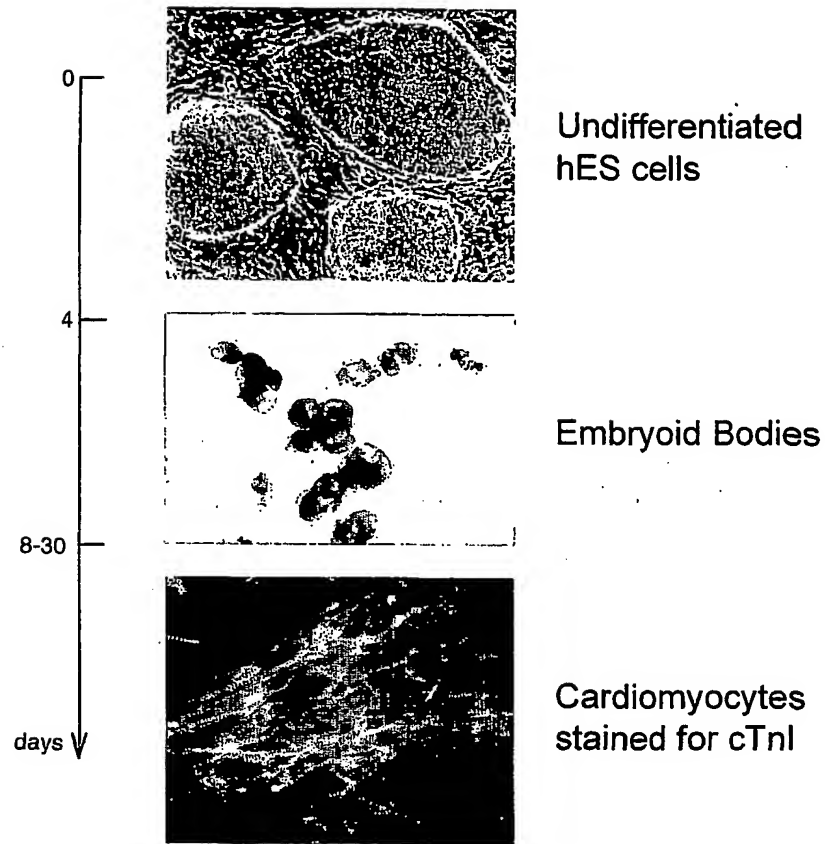 0
Undifferentiated
hES cells
4
Embryoid Bodies
8-30
Cardiomyocytes
stained for cTnI
days